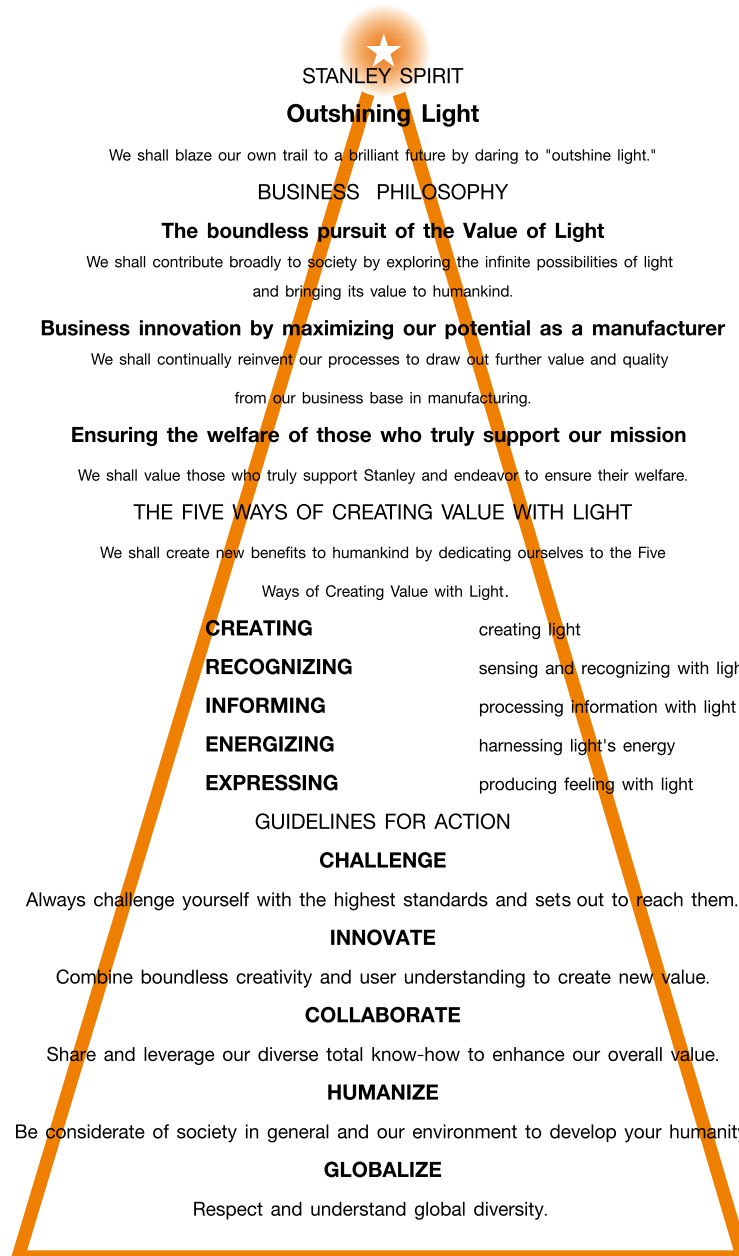 STANLEY SPIRIT
Outshining Light
We shall blaze our own trail to a brilliant future by daring to "outshine light."
BUSINESS PHILOSOPHY
The boundless pursuit of the Value of Light
We shall contribute broadly to society by exploring the infinite possibilities of light
and bringing its value to humankind.
Business innovation by maximizing our potential as a manufacturer
We shall continually reinvent our processes to draw out further value and quality
from our business base in manufacturing.
Ensuring the welfare of those who truly support our mission
We shall value those who truly support Stanley and endeavor to ensure their welfare.
THE FIVE WAYS OF CREATING VALUE WITH LIGHT
We shall create new benefits to humankind by dedicating ourselves to the Five
Ways of Creating Value with Light.
CREATING creating light
RECOGNIZING sensing and recognizing with
INFORMING processing information with light
ENERGIZING harnessing light's energy
EXPRESSING producing feeling with light
GUIDELINES FOR ACTION
CHALLENGE
Always challenge yourself with the highest standards and sets out to reach them.
INNOVATE
Combine boundless creativity and user understanding to create new value.
COLLABORATE
Share and leverage our diverse total know-how to enhance our overall value.
HUMANIZE
Be considerate of society in general and our environment to develop your
GLOBALIZE
Respect and understand global diversity.